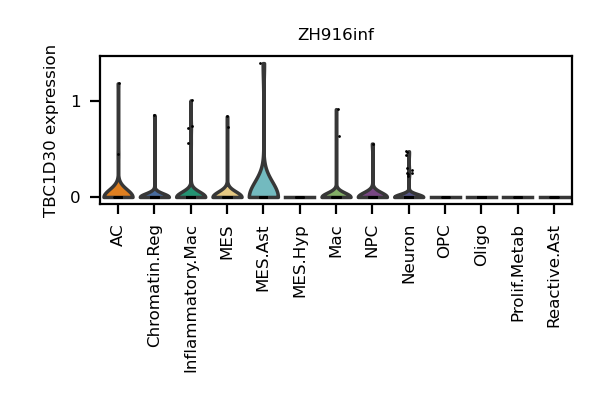 ZH916inf
TBC1D30 expression
1
0
AC
Chromatin.Reg
Inflammatory.Mac
MES
MES.Ast
MES.Hyp
Mac
NPC
Neuron
OPC
Oligo
Prolif.Metab
Reactive.Ast